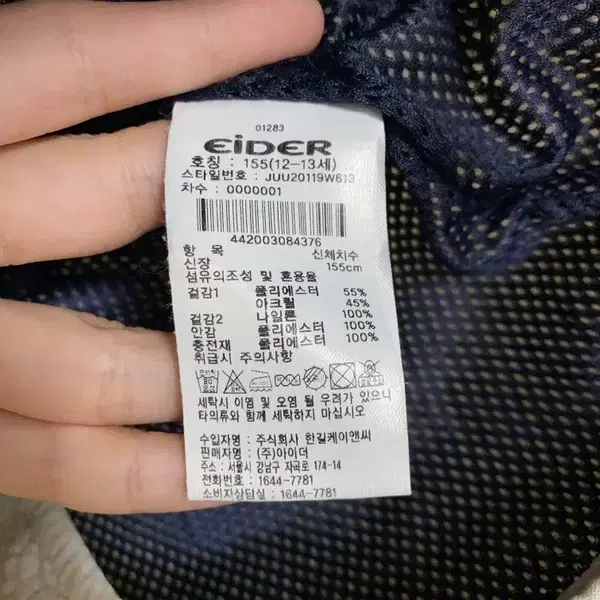 01283
EiDER
호칭 : 155(12-13세)
스타일번호 : JUU20119W613
차수 : 0000001
442003084376
항 목 신체치수
신장 155cm
섬유의조성 및 혼용율
겉감1 폴리에스터 55%
아크릴 45%
겉감2 나일론 100%
안감 폴리에스터 100%
충전재 폴리에스터 100%
취급시 주의사항
세탁시 이염 및 오염 될 우려가 있으니
타의류와 함께 세탁하지 마십시오
수입자명 : 주식회사 한길케이앤씨
판매자명 : (주)아이더
주소 : 서울시 강남구 자곡로 174-14
전화번호 : 1644-7781
소비자상담실 : 1644-7781